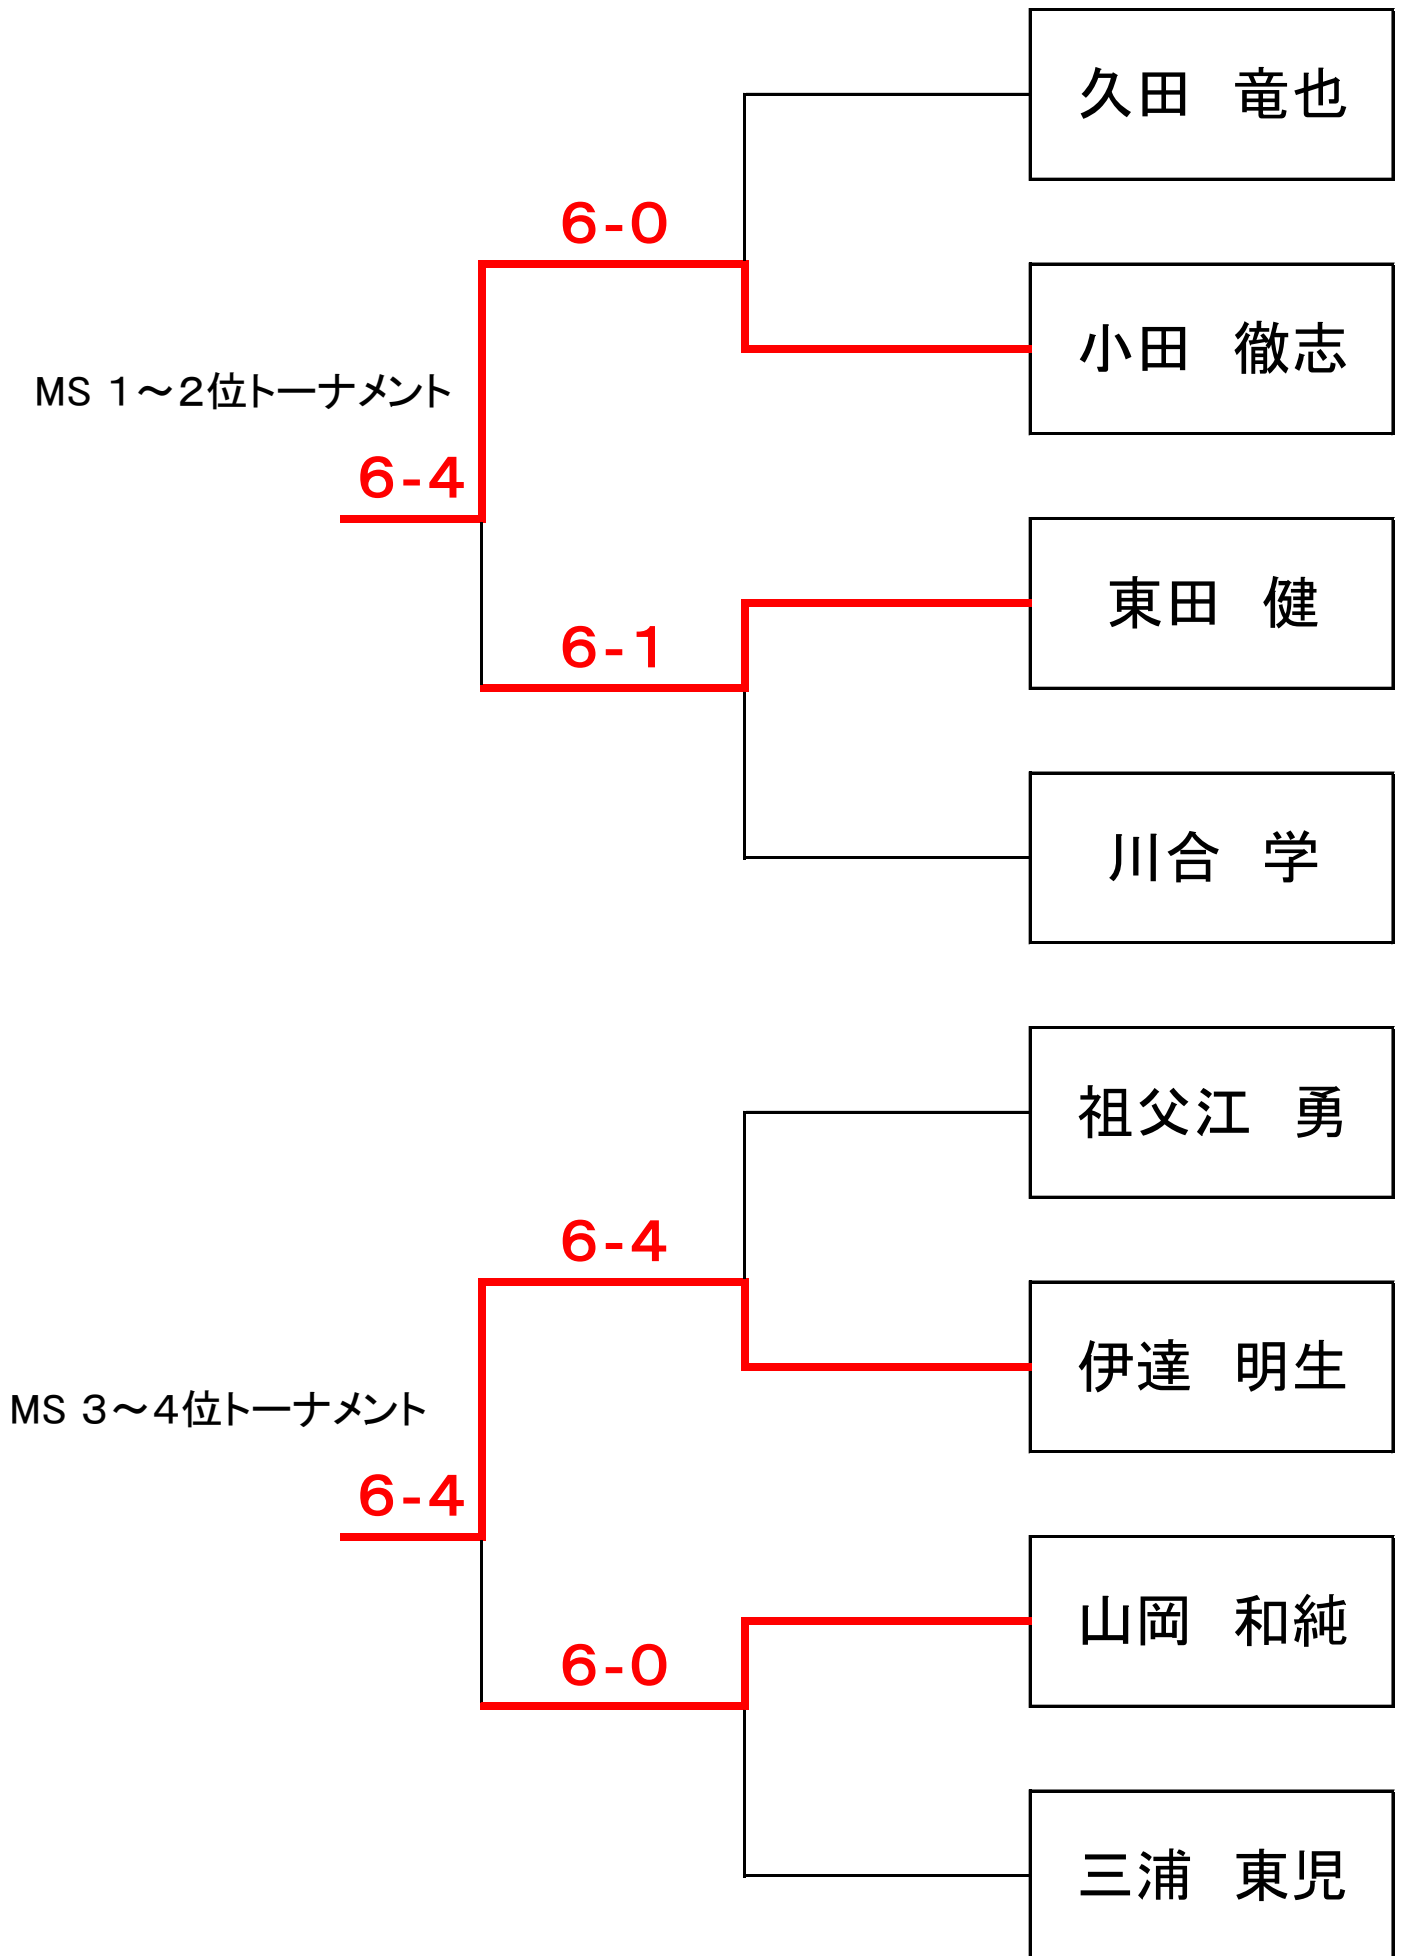 久田　竜也
6-0
小田　徹志
MS １～２位トーナメント
6-4
東田　健
6-1
川合　学
祖父江　勇
6-4
伊達　明生
MS ３～４位トーナメント
6-4
山岡　和純
6-0
三浦　東児